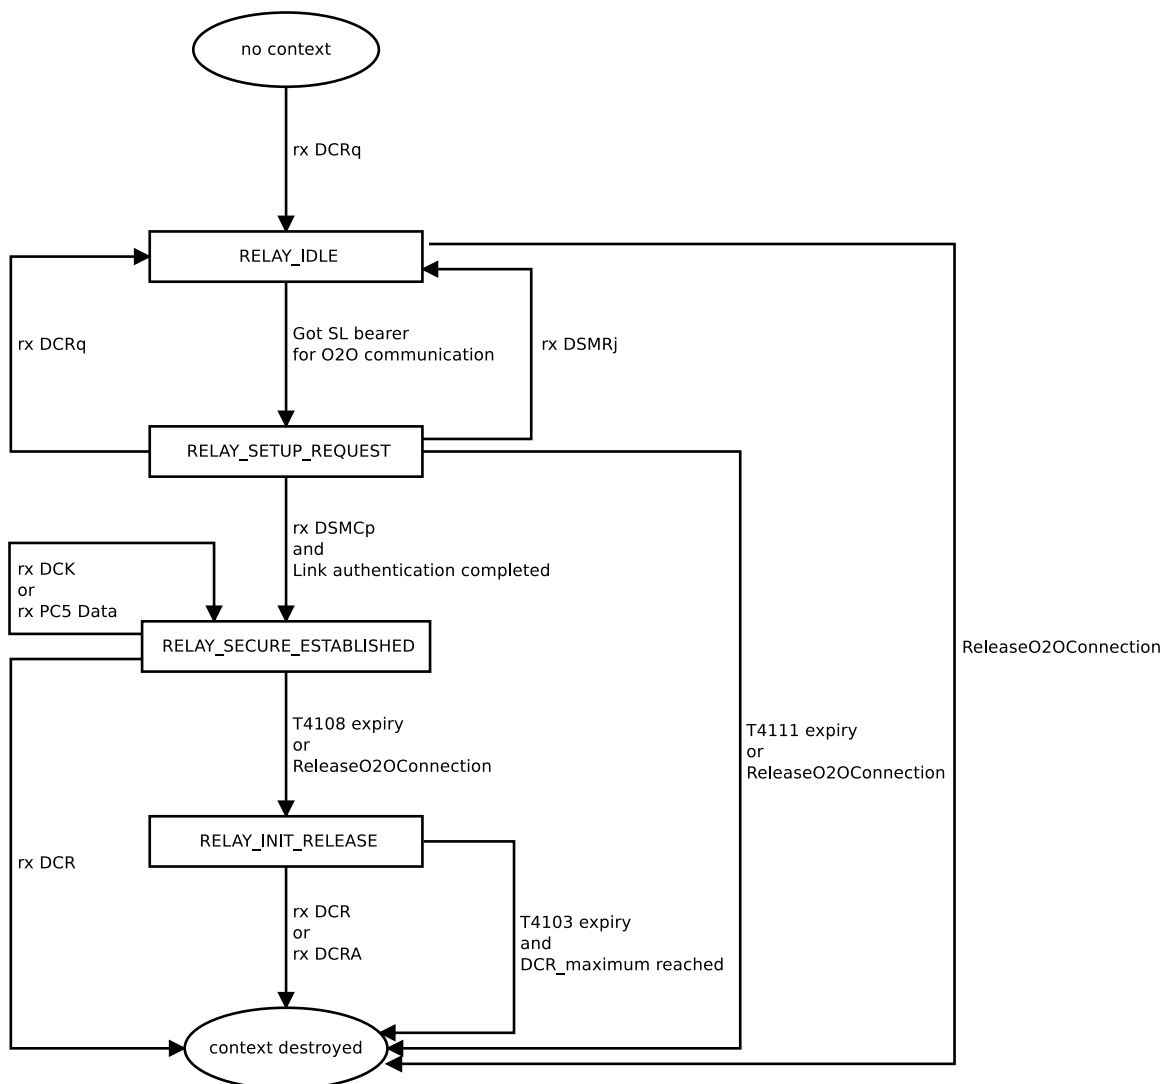 no context
rx DCRq
RELAY_IDLE
rx DCRq
Got SL bearer
for O2O communication
rx DSMRj
RELAY_SETUP_REQUEST
rx DSMCp
and
Link authentication completed
rx DCK
or
rx PC5 Data
RELAY_SECURE_ESTABLISHED
ReleaseO2OConnection
T4108 expiry
or
ReleaseO2OConnection
T4111 expiry
or
ReleaseO2OConnection
RELAY_INIT_RELEASE
rx DCR
rx DCR
or
rx DCRA
T4103 expiry
and
DCR_maximum reached
context destroyed